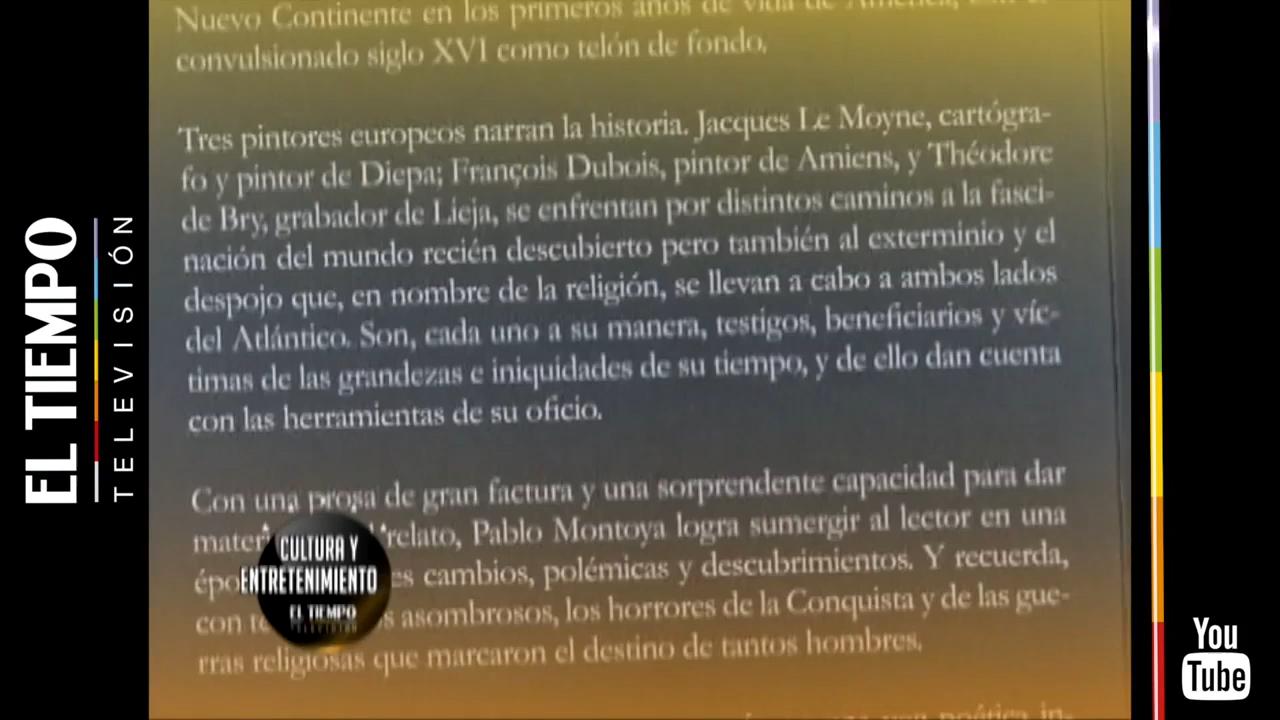 Nuevo Continente en los primeros años de vida de América,
convulsionado siglo XVI como telón de fondo.
Tres pintores europeos narran la historia. Jacques Le Moyne, cartógra-
fo y pintor de Diepa; François Dubois, pintor de Amiens, y Théodore
de Bry, grabador de Lieja, se enfrentan por distintos caminos a la fasci-
nación del mundo recién descubierto pero también al exterminio y el
despojo que, en nombre de la religión, se llevan a cabo a ambos lados
del Atlántico. Son, cada uno a su manera, testigos, beneficiarios y víc-
timas de las grandezas e iniquidades de su tiempo, y de ello dan cuenta
con las herramientas de su oficio.
Con una prosa de gran factura y una sorprendente capacidad para dar
relato, Pablo Montoya logra sumergir al lector en una
cambios, polémicas y descubrimientos. Y recuerda,
con asombrosos, los horrores de la Conquista y de las gue-
rras religiosas que marcaron el destino de tantos hombres.
poética in-
EL TIEMPO
TELEVISIÓN
CULTURA Y
ENTRETENIMIENTO
EL TIEMPO
TELEVISIÓN
You
Tube